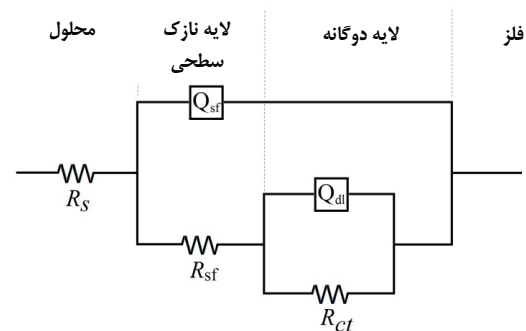 محلول
لایه نازک
سطحی
لایه دوگانه
فلز
Qsf
Rs
Qdl
Rsf
Rct